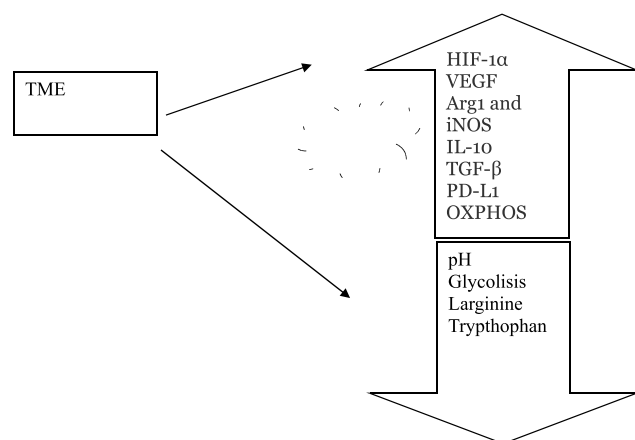 TME
HIF-1α
VEGF
Arg1 and
iNOS
IL-10
TGF-β
PD-L1
OXPHOS
pH
Glycolisis
Larginine
Trypthophan